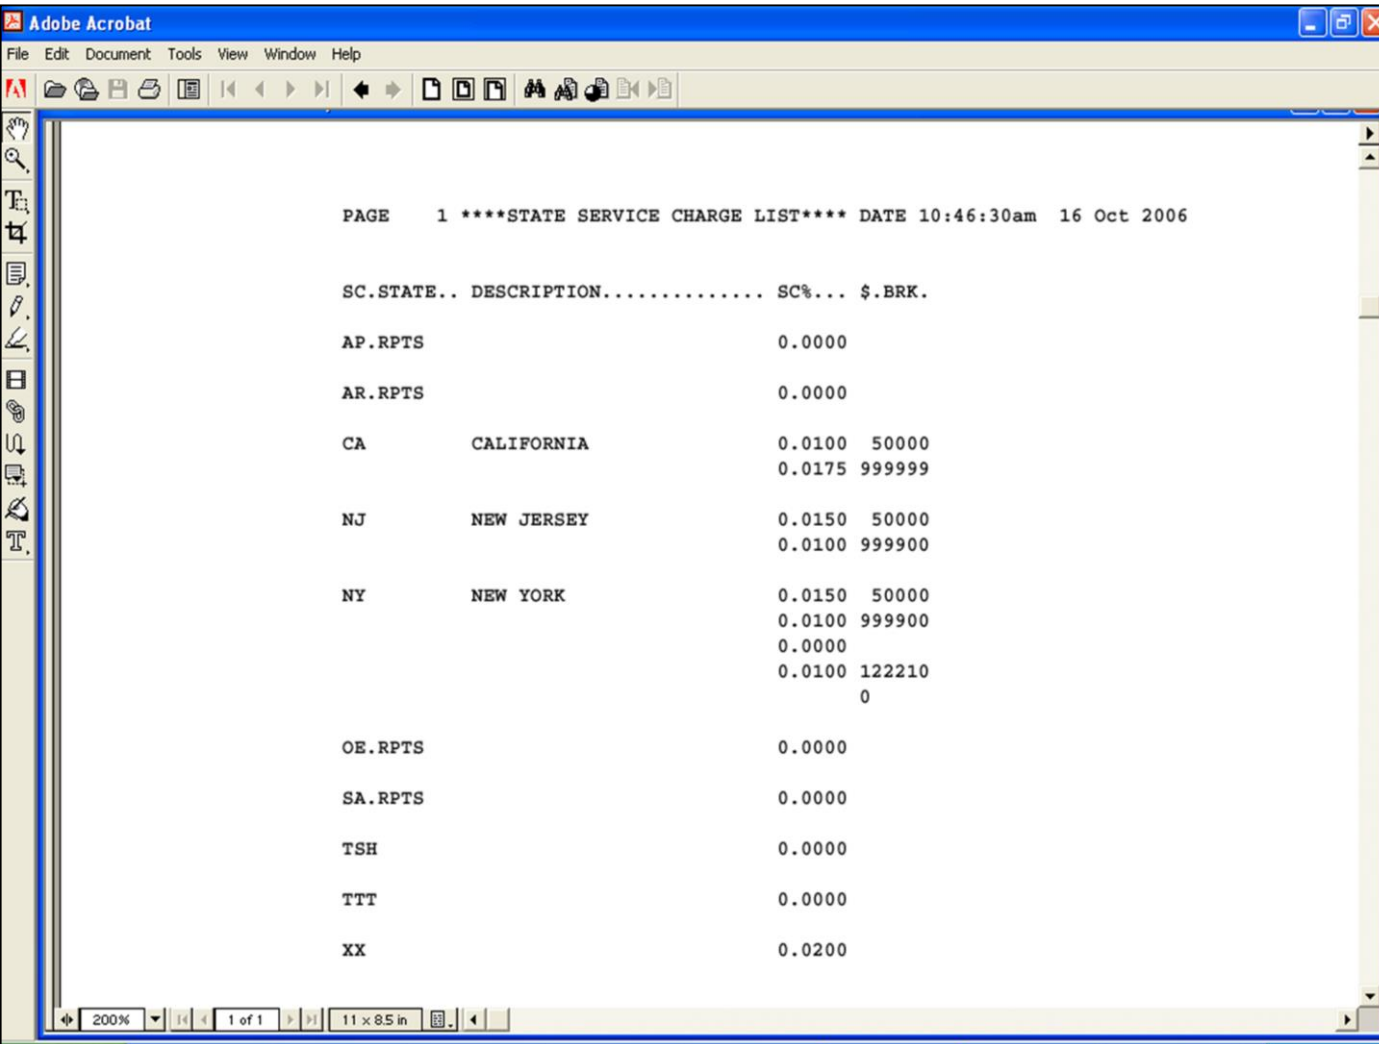 Adobe Acrobat
File Edit Document Tools View Window Help
PAGE 1 ****STATE SERVICE CHARGE LIST**** DATE 10:46:30am 16 Oct 2006
SC.STATE.. DESCRIPTION.............. SC%... $.BRK.
AP.RPTS 0.0000
AR.RPTS 0.0000
CA CALIFORNIA 0.0100 50000
0.0175 999999
NJ NEW JERSEY 0.0150 50000
0.0100 999900
NY NEW YORK 0.0150 50000
0.0100 999900
0.0000
0.0100 122210
0
OE.RPTS 0.0000
SA.RPTS 0.0000
TSH 0.0000
TTT 0.0000
XX 0.0200
200% 1 of 1 11 x 8.5 in